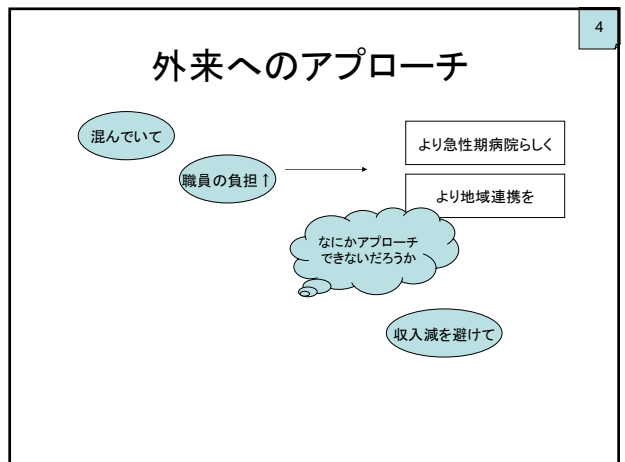 4
外来へのアプローチ
混んでいて
職員の負担↑
より急性期病院らしく
より地域連携を
なにかアプローチ
できないだろうか
収入減を避けて